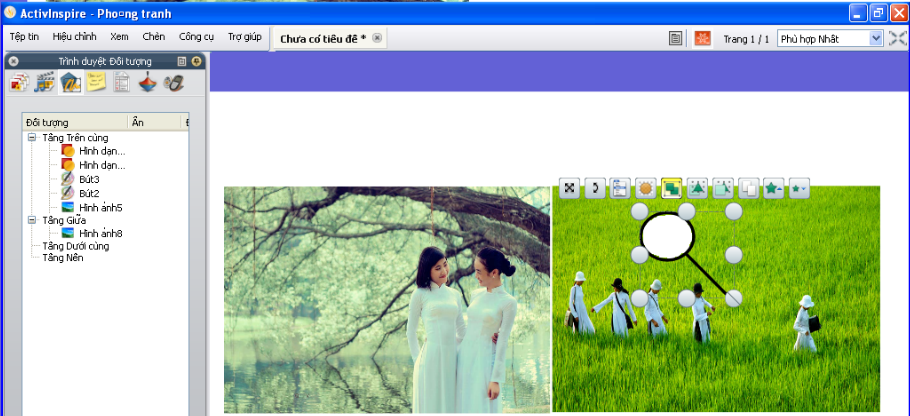 ActivInspire - Pho¤ng tranh
Tệp tin Hiệu chỉnh Xem Chèn Công cụ Trợ giúp Chưa có tiêu đề * Trang 1 / 1 Phù hợp Nhất
Trình duyệt Đối tượng
Đối tượng Ẩn
Tầng Trên cùng
Hình dạn...
Hình dạn...
Bút3
Bút2
Hình ảnh5
Tầng Giữa
Hình ảnh8
Tầng Dưới cùng
Tầng Nền